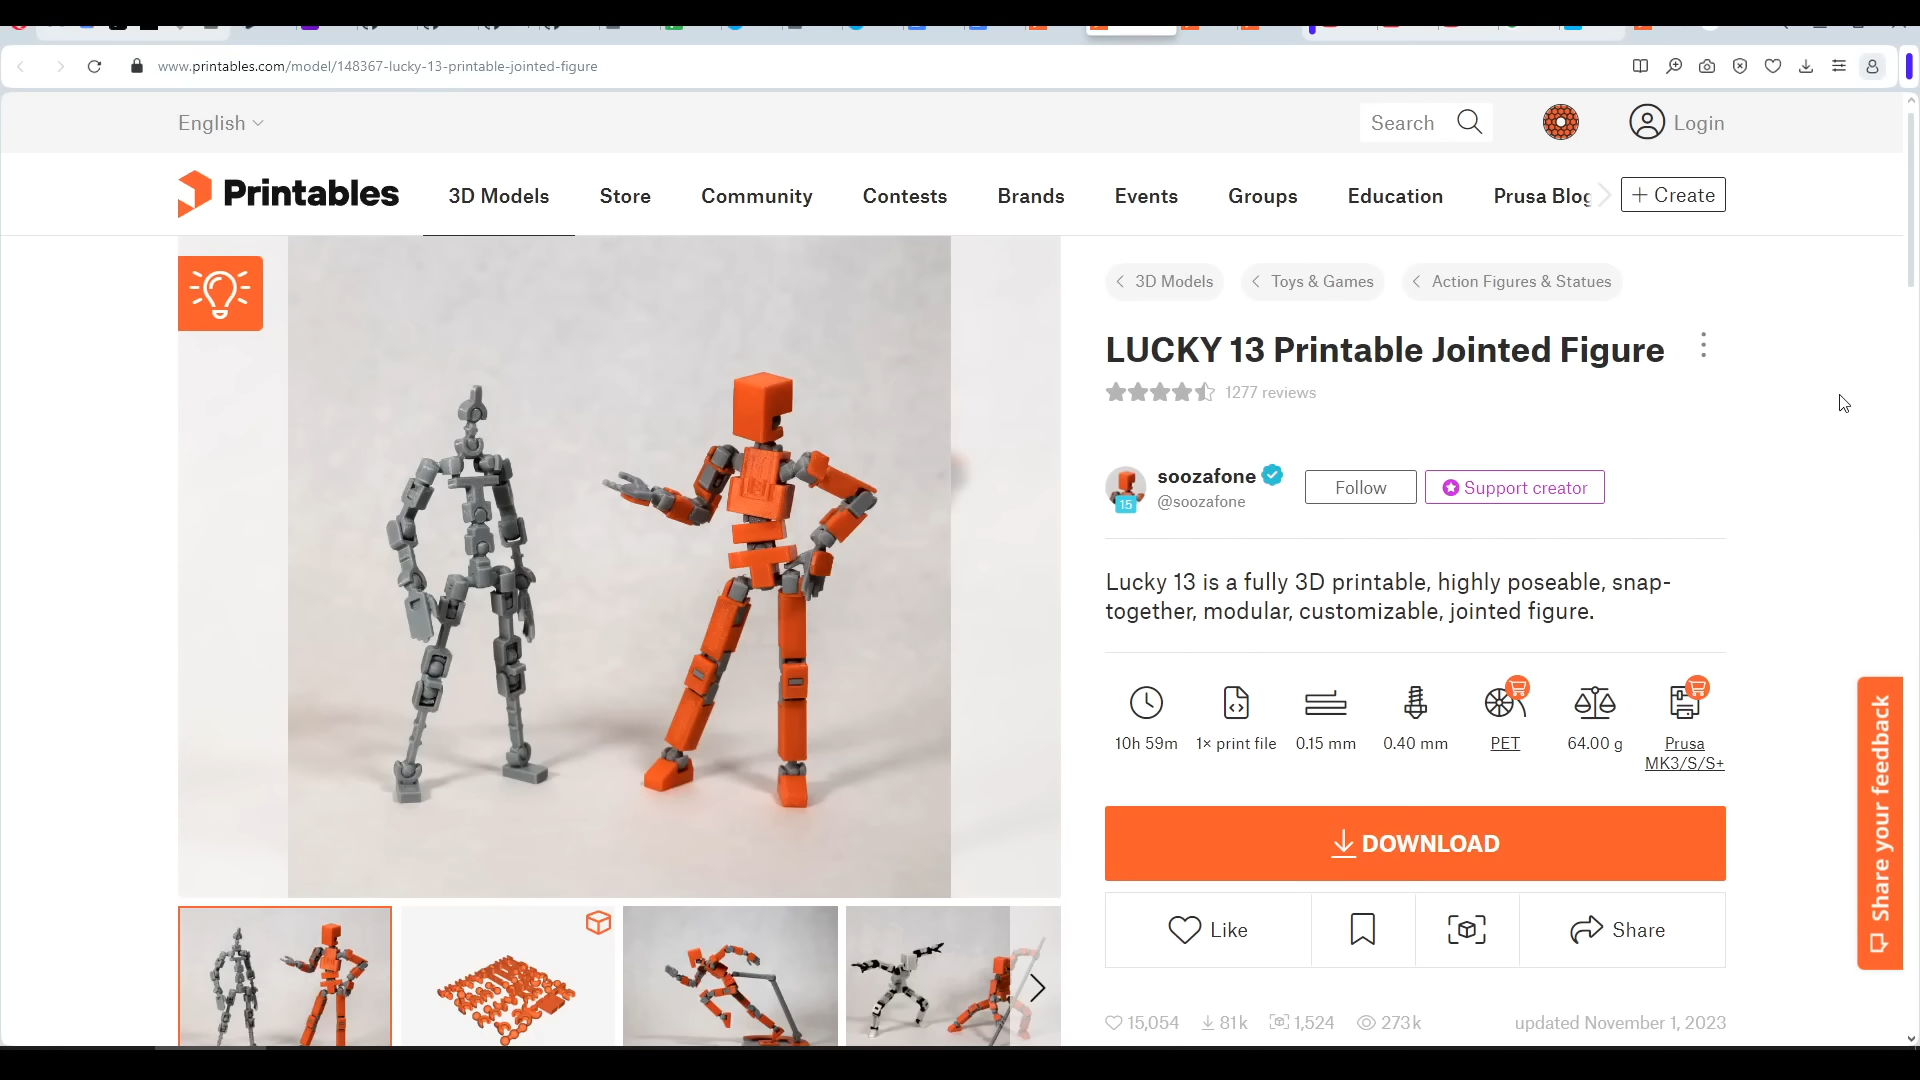 www.printables.com/model/148367-lucky-13-printable-jointed-figure
English
Search
Login
Printables
3D Models
Store
Community
Contests
Brands
Events
Groups
Education
Prusa Blog
+ Create
3D Models
Toys & Games
Action Figures & Statues
LUCKY 13 Printable Jointed Figure
1277 reviews
soozafone
@soozafone
15
Follow
Support creator
Lucky 13 is a fully 3D printable, highly poseable, snap-
together, modular, customizable, jointed figure.
10h 59m
1× print file
0.15 mm
0.40 mm
PET
64.00 g
Prusa
MK3/S/S+
DOWNLOAD
Like
Share
15,054
81k
1,524
273k
updated November 1, 2023
Share your feedback